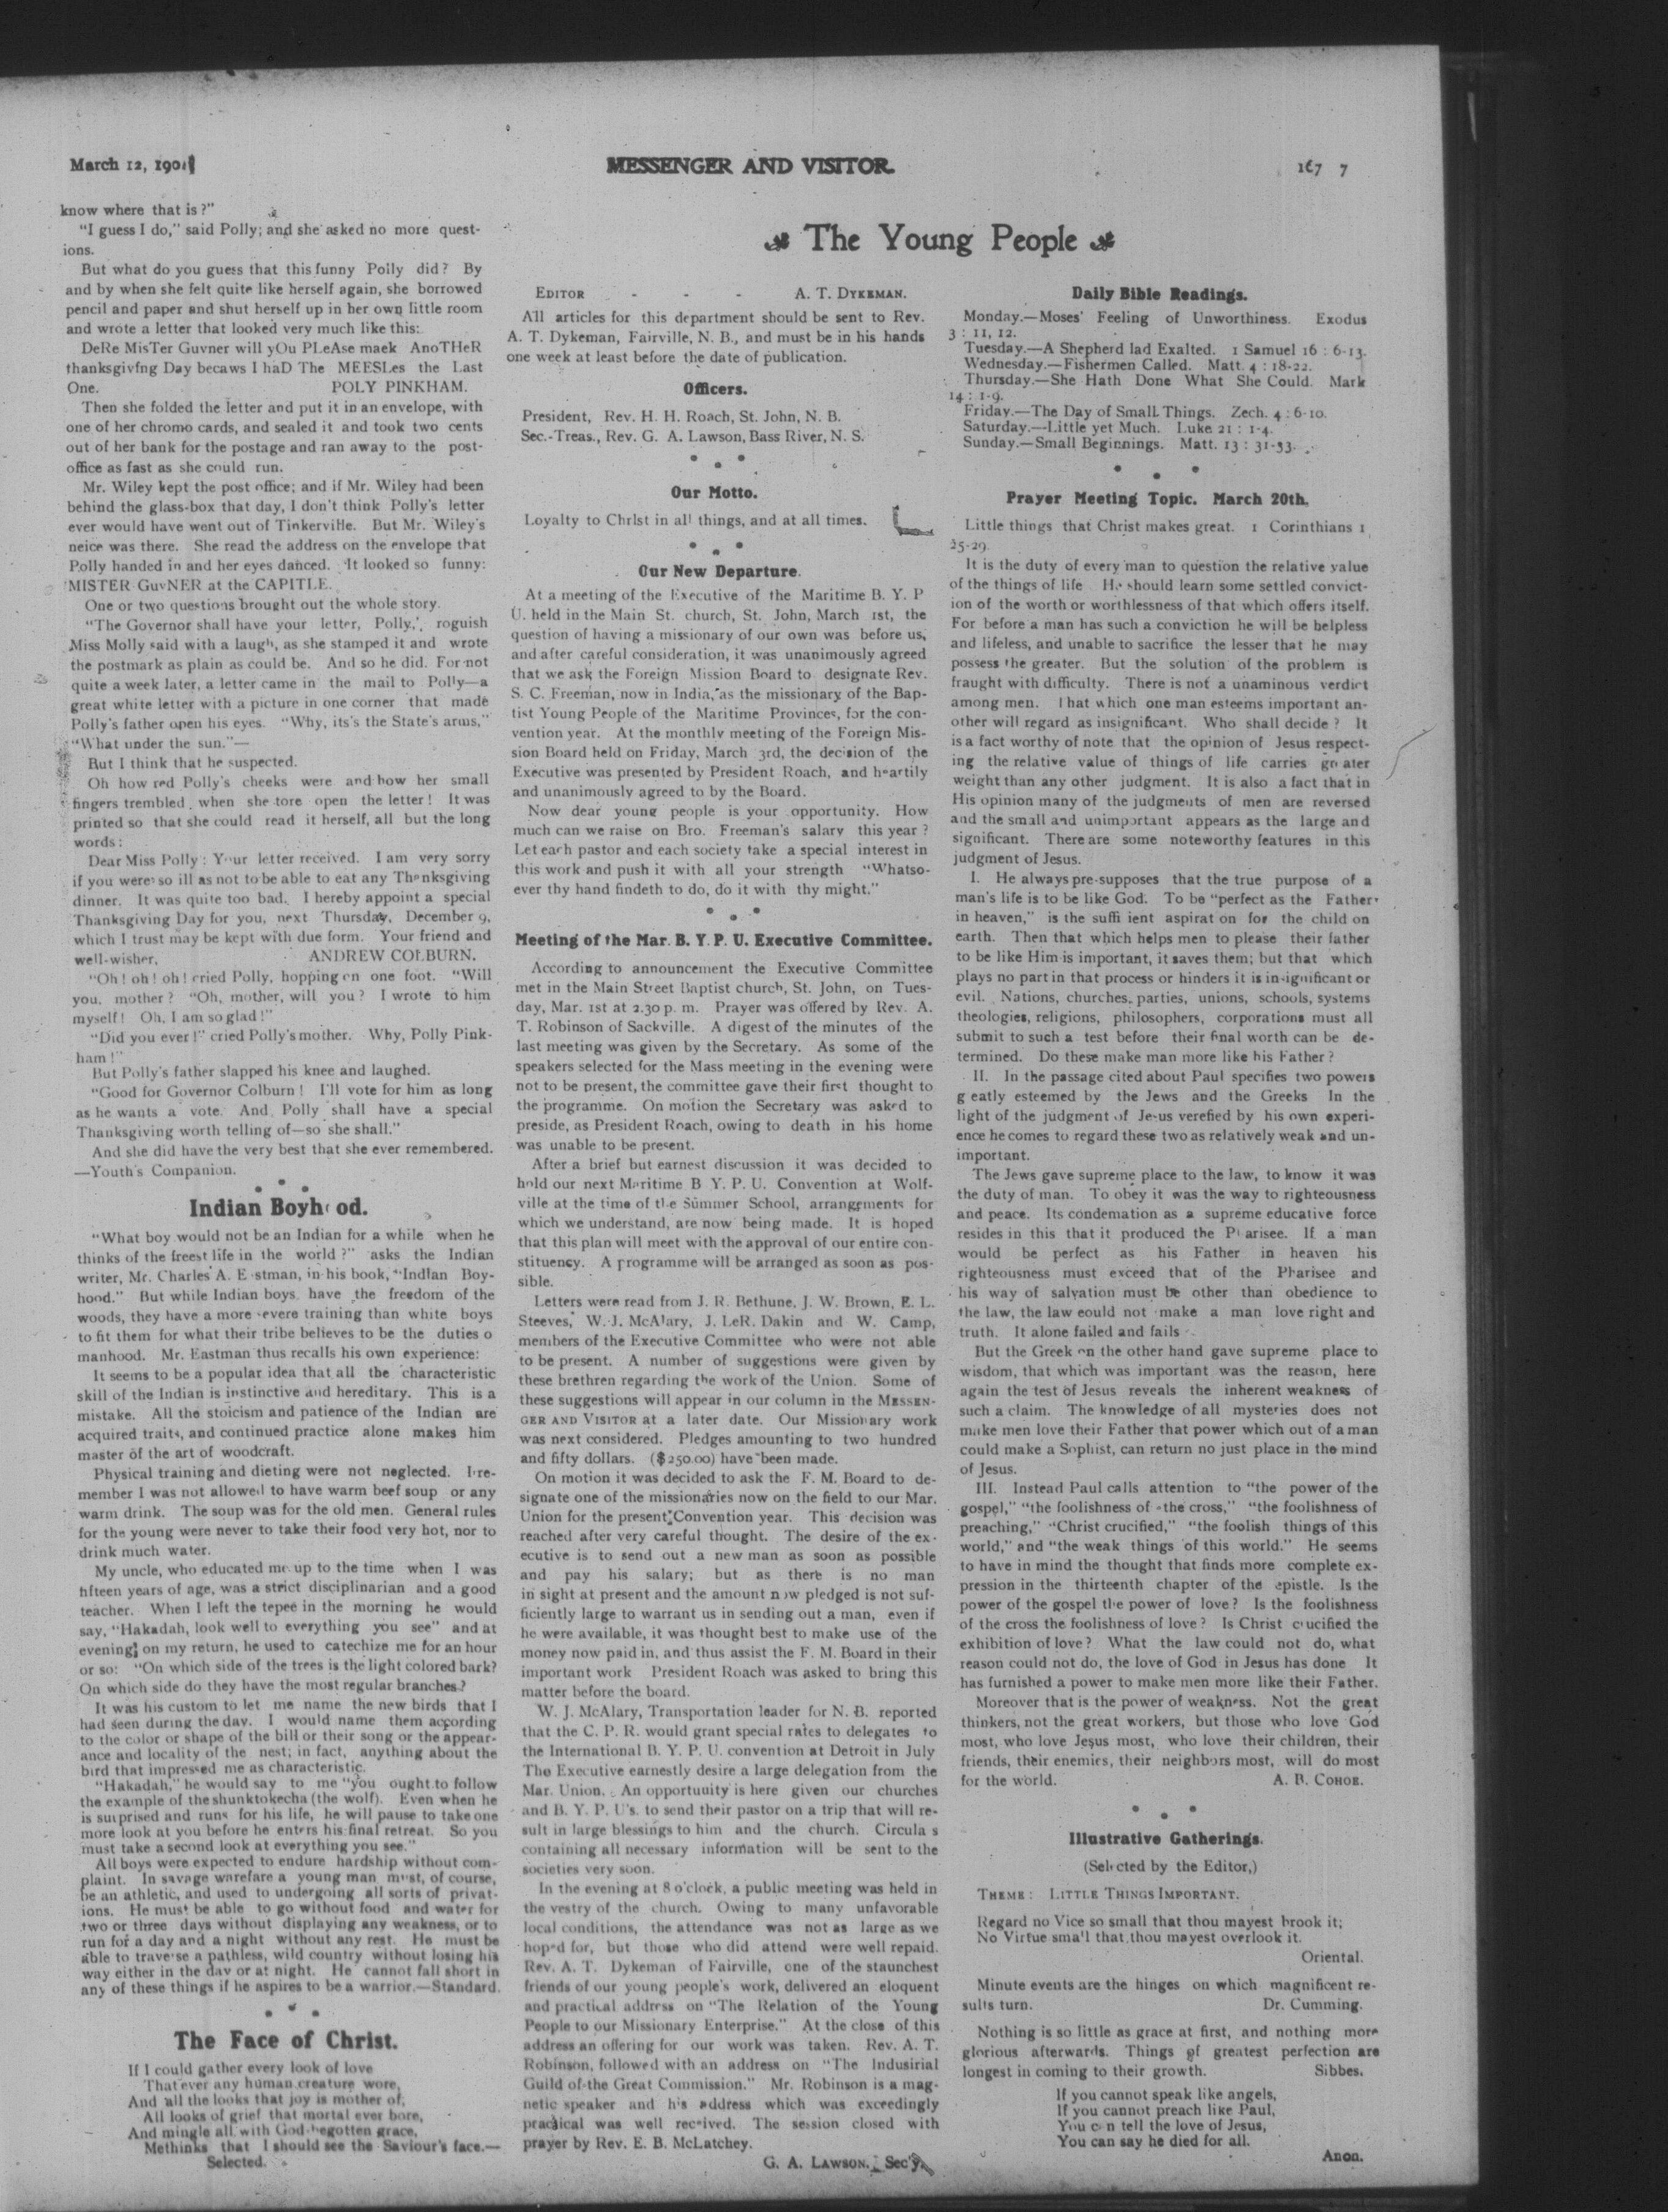 March 12, 190
MESSENGER AND VISITOR.
167 7
know where that is?"
"I guess I do," said Polly; and she asked no more quest-
ions.
But what do you guess that this funny Polly did? By
and by when she felt quite like herself again, she borrowed
pencil and paper and shut herself up in her own little room
and wrote a letter that looked very much like this:
DeRe MisTer Guvner will yOu PLeAse maek AnoTHeR
thanksgivfng Day becaws I haD The MEESLes the Last
One. POLY PINKHAM.
Then she folded the letter and put it in an envelope, with
one of her chromo cards, and sealed it and took two cents
out of her bank for the postage and ran away to the post-
office as fast as she could run.
Mr. Wiley kept the post office; and if Mr. Wiley had been
behind the glass-box that day, I don't think Polly's letter
ever would have went out of Tinkerville. But Mr. Wiley's
neice was there. She read the address on the envelope that
Polly handed in and her eyes danced. It looked so funny:
MISTER GuvNER at the CAPITLE.
One or two questions brought out the whole story.
"The Governor shall have your letter, Polly,' roguish
Miss Molly said with a laugh, as she stamped it and wrote
the postmark as plain as could be. And so he did. For not
quite a week later, a letter came in the mail to Polly—a
great white letter with a picture in one corner that made
Polly's father open his eyes. "Why, its's the State's arms,"
"What under the sun."—
But I think that he suspected.
Oh how red Polly's cheeks were and how her small
fingers trembled when she tore open the letter! It was
printed so that she could read it herself, all but the long
words:
Dear Miss Polly: Your letter received. I am very sorry
if you were so ill as not to be able to eat any Thanksgiving
dinner. It was quite too bad. I hereby appoint a special
Thanksgiving Day for you, next Thursday, December 9,
which I trust may be kept with due form. Your friend and
well-wisher, ANDREW COLBURN.
"Oh! oh! oh! cried Polly, hopping on one foot. "Will
you, mother? "Oh, mother, will you? I wrote to him
myself! Oh, I am so glad!"
"Did you ever!" cried Polly's mother. Why, Polly Pink-
ham!"
But Polly's father slapped his knee and laughed.
"Good for Governor Colburn! I'll vote for him as long
as he wants a vote. And Polly shall have a special
Thanksgiving worth telling of—so she shall."
And she did have the very best that she ever remembered.
—Youth's Companion.
Indian Boyhood.
"What boy would not be an Indian for a while when he
thinks of the freest life in the world?" asks the Indian
writer, Mr. Charles A. Eastman, in his book, "Indian Boy-
hood." But while Indian boys have the freedom of the
woods, they have a more severe training than white boys
to fit them for what their tribe believes to be the duties o
manhood. Mr. Eastman thus recalls his own experience:
It seems to be a popular idea that all the characteristic
skill of the Indian is instinctive and hereditary. This is a
mistake. All the stoicism and patience of the Indian are
acquired traits, and continued practice alone makes him
master of the art of woodcraft.
Physical training and dieting were not neglected. I re-
member I was not allowed to have warm beef soup or any
warm drink. The soup was for the old men. General rules
for the young were never to take their food very hot, nor to
drink much water.
My uncle, who educated me up to the time when I was
fifteen years of age, was a strict disciplinarian and a good
teacher. When I left the tepee in the morning he would
say, "Hakadah, look well to everything you see" and at
evening on my return, he used to catechize me for an hour
or so: "On which side of the trees is the light colored bark?
On which side do they have the most regular branches?
It was his custom to let me name the new birds that I
had seen during the day. I would name them according
to the color or shape of the bill or their song or the appear-
ance and locality of the nest; in fact, anything about the
bird that impressed me as characteristic.
"Hakadah," he would say to me "you ought to follow
the example of the shunktokecha (the wolf). Even when he
is surprised and runs for his life, he will pause to take one
more look at you before he enters his final retreat. So you
must take a second look at everything you see."
All boys were expected to endure hardship without com-
plaint. In savage warefare a young man must, of course,
be an athletic, and used to undergoing all sorts of privat-
ions. He must be able to go without food and water for
two or three days without displaying any weakness, or to
run for a day and a night without any rest. He must be
able to traverse a pathless, wild country without losing his
way either in the day or at night. He cannot fall short in
any of these things if he aspires to be a warrior.—Standard.
The Face of Christ.
If I could gather every look of love
That ever any human creature wore,
And all the looks that joy is mother of,
All looks of grief that mortal ever bore,
And mingle all with God-begotten grace,
Methinks that I should see the Saviour's face.—
Selected.
The Young People
EDITOR - - - A. T. DYKEMAN.
All articles for this department should be sent to Rev.
A. T. Dykeman, Fairville, N. B., and must be in his hands
one week at least before the date of publication.
Officers.
President, Rev. H. H. Roach, St. John, N. B.
Sec.-Treas., Rev. G. A. Lawson, Bass River, N. S.
Our Motto.
Loyalty to Christ in all things, and at all times.
Our New Departure.
At a meeting of the Executive of the Maritime B. Y. P
U. held in the Main St. church, St. John, March 1st, the
question of having a missionary of our own was before us,
and after careful consideration, it was unanimously agreed
that we ask the Foreign Mission Board to designate Rev.
S. C. Freeman, now in India, as the missionary of the Bap-
tist Young People of the Maritime Provinces, for the con-
vention year. At the monthly meeting of the Foreign Mis-
sion Board held on Friday, March 3rd, the decision of the
Executive was presented by President Roach, and heartily
and unanimously agreed to by the Board.
Now dear young people is your opportunity. How
much can we raise on Bro. Freeman's salary this year?
Let each pastor and each society take a special interest in
this work and push it with all your strength "Whatso-
ever thy hand findeth to do, do it with thy might."
Meeting of the Mar. B. Y. P. U. Executive Committee.
According to announcement the Executive Committee
met in the Main Street Baptist church, St. John, on Tues-
day, Mar. 1st at 2.30 p. m. Prayer was offered by Rev. A.
T. Robinson of Sackville. A digest of the minutes of the
last meeting was given by the Secretary. As some of the
speakers selected for the Mass meeting in the evening were
not to be present, the committee gave their first thought to
the programme. On motion the Secretary was asked to
preside, as President Roach, owing to death in his home
was unable to be present.
After a brief but earnest discussion it was decided to
hold our next Maritime B Y. P. U. Convention at Wolf-
ville at the time of the Summer School, arrangements for
which we understand, are now being made. It is hoped
that this plan will meet with the approval of our entire con-
stituency. A programme will be arranged as soon as pos-
sible.
Letters were read from J. R. Bethune, J. W. Brown, E. L.
Steeves, W. J. McAlary, J. LeR. Dakin and W. Camp,
members of the Executive Committee who were not able
to be present. A number of suggestions were given by
these brethren regarding the work of the Union. Some of
these suggestions will appear in our column in the MESSEN-
GER AND VISITOR at a later date. Our Missionary work
was next considered. Pledges amounting to two hundred
and fifty dollars. ($250.00) have been made.
On motion it was decided to ask the F. M. Board to de-
signate one of the missionaries now on the field to our Mar.
Union for the present Convention year. This decision was
reached after very careful thought. The desire of the ex-
ecutive is to send out a new man as soon as possible
and pay his salary; but as there is no man
in sight at present and the amount now pledged is not suf-
ficiently large to warrant us in sending out a man, even if
he were available, it was thought best to make use of the
money now paid in, and thus assist the F. M. Board in their
important work President Roach was asked to bring this
matter before the board.
W. J. McAlary, Transportation leader for N. B. reported
that the C. P. R. would grant special rates to delegates to
the International B. Y. P. U. convention at Detroit in July
The Executive earnestly desire a large delegation from the
Mar. Union. An opportunity is here given our churches
and B. Y. P. U's. to send their pastor on a trip that will re-
sult in large blessings to him and the church. Circula s
containing all necessary information will be sent to the
societies very soon.
In the evening at 8 o'clock, a public meeting was held in
the vestry of the church. Owing to many unfavorable
local conditions, the attendance was not as large as we
hoped for, but those who did attend were well repaid.
Rev. A. T. Dykeman of Fairville, one of the staunchest
friends of our young people's work, delivered an eloquent
and practical address on "The Relation of the Young
People to our Missionary Enterprise." At the close of this
address an offering for our work was taken. Rev. A. T.
Robinson, followed with an address on "The Indusirial
Guild of the Great Commission." Mr. Robinson is a mag-
netic speaker and his address which was exceedingly
practical was well received. The session closed with
prayer by Rev. E. B. McLatchey.
G. A. LAWSON. Sec'y.
Daily Bible Readings.
Monday.—Moses' Feeling of Unworthiness. Exodus
3 : 11, 12.
Tuesday.—A Shepherd lad Exalted. 1 Samuel 16 : 6-13.
Wednesday.—Fishermen Called. Matt. 4 : 18-22.
Thursday.—She Hath Done What She Could. Mark
14 : 1-9.
Friday.—The Day of Small Things. Zech. 4 : 6-10.
Saturday.—Little yet Much. Luke 21 : 1-4.
Sunday.—Small Beginnings. Matt. 13 : 31-33.
Prayer Meeting Topic. March 20th.
Little things that Christ makes great. 1 Corinthians 1
25-29.
It is the duty of every man to question the relative value
of the things of life He should learn some settled convict-
ion of the worth or worthlessness of that which offers itself.
For before a man has such a conviction he will be helpless
and lifeless, and unable to sacrifice the lesser that he may
possess the greater. But the solution of the problem is
fraught with difficulty. There is not a unaminous verdict
among men. That which one man esteems important an-
other will regard as insignificant. Who shall decide? It
is a fact worthy of note that the opinion of Jesus respect-
ing the relative value of things of life carries greater
weight than any other judgment. It is also a fact that in
His opinion many of the judgments of men are reversed
and the small and unimportant appears as the large and
significant. There are some noteworthy features in this
judgment of Jesus.
I. He always pre-supposes that the true purpose of a
man's life is to be like God. To be "perfect as the Father
in heaven," is the suffi ient aspirat on for the child on
earth. Then that which helps men to please their father
to be like Him is important, it saves them; but that which
plays no part in that process or hinders it is insignificant or
evil. Nations, churches, parties, unions, schools, systems
theologies, religions, philosophers, corporations must all
submit to such a test before their final worth can be de-
termined. Do these make man more like his Father?
II. In the passage cited about Paul specifies two powers
g eatly esteemed by the Jews and the Greeks In the
light of the judgment of Jesus verefied by his own experi-
ence he comes to regard these two as relatively weak and un-
important.
The Jews gave supreme place to the law, to know it was
the duty of man. To obey it was the way to righteousness
and peace. Its condemation as a supreme educative force
resides in this that it produced the Pharisee. If a man
would be perfect as his Father in heaven his
righteousness must exceed that of the Pharisee and
his way of salvation must be other than obedience to
the law, the law eould not make a man love right and
truth. It alone failed and fails
But the Greek on the other hand gave supreme place to
wisdom, that which was important was the reason, here
again the test of Jesus reveals the inherent weakness of
such a claim. The knowledge of all mysteries does not
make men love their Father that power which out of a man
could make a Sophist, can return no just place in the mind
of Jesus.
III. Instead Paul calls attention to "the power of the
gospel," "the foolishness of the cross," "the foolishness of
preaching," "Christ crucified," "the foolish things of this
world," and "the weak things of this world." He seems
to have in mind the thought that finds more complete ex-
pression in the thirteenth chapter of the epistle. Is the
power of the gospel the power of love? Is the foolishness
of the cross the foolishness of love? Is Christ crucified the
exhibition of love? What the law could not do, what
reason could not do, the love of God in Jesus has done It
has furnished a power to make men more like their Father.
Moreover that is the power of weakness. Not the great
thinkers, not the great workers, but those who love God
most, who love Jesus most, who love their children, their
friends, their enemies, their neighbors most, will do most
for the world. A. B. COHOE.
Illustrative Gatherings.
(Selected by the Editor,)
THEME: LITTLE THINGS IMPORTANT.
Regard no Vice so small that thou mayest brook it;
No Virtue small that thou mayest overlook it.
Oriental.
Minute events are the hinges on which magnificent re-
sults turn. Dr. Cumming.
Nothing is so little as grace at first, and nothing more
glorious afterwards. Things of greatest perfection are
longest in coming to their growth. Sibbes.
If you cannot speak like angels,
If you cannot preach like Paul,
You can tell the love of Jesus,
You can say he died for all.
Anon.